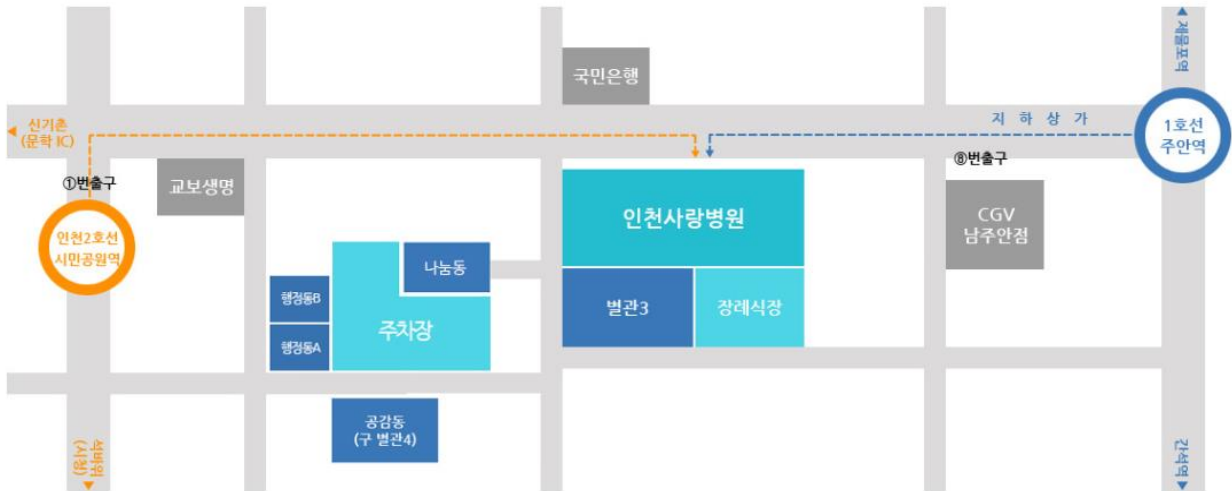 ◀ 제물포역
국민은행
◀ 신기촌
(문학 IC)
지 하 상 가
1호선
주안역
①번출구
교보생명
⑧번출구
인천사랑병원
CGV
남주안점
인천2호선
시민공원역
나눔동
행정동B
별관3
장례식장
주차장
행정동A
공감동
(구 별관4)
석바위
(시청) ▶
간석역 ▶